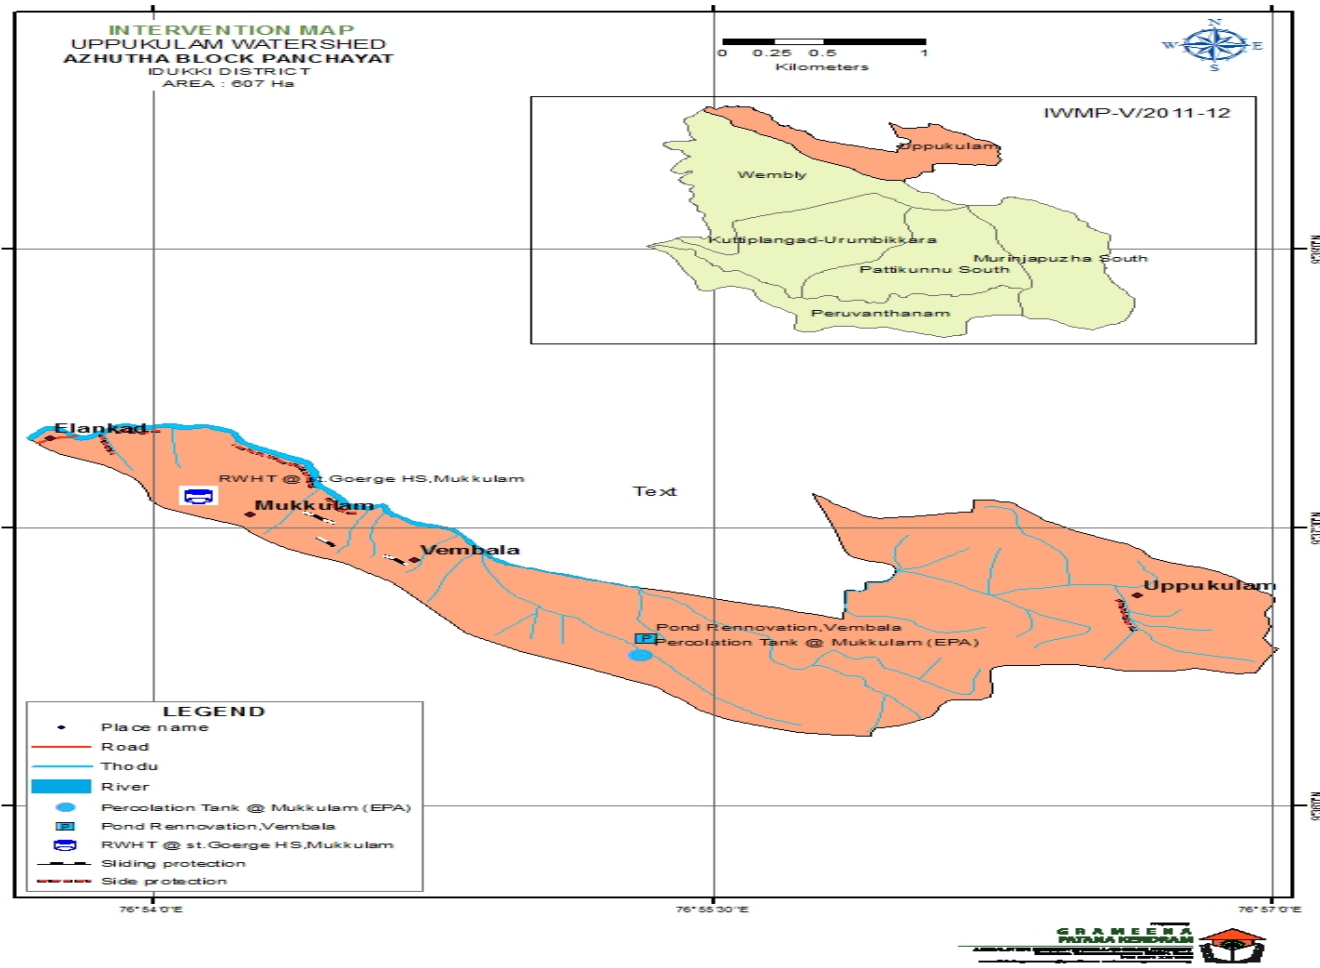 INTERVENTION MAP
UPPUKULAM WATERSHED
AZHUTHA BLOCK PANCHAYAT
IDUKKI DISTRICT
AREA : 607 Ha
0 0.25 0.5 1
Kilometers
N
W E
S
IWMP-V/2011-12
Uppukulam
Wembly
Kuttiplangad-Urumbikkara
Murinjapuzha South
Pattikunnu South
Peruvanthanam
Elankad
RWHT @ st.Goerge HS,Mukkulam
Text
Mukkulam
Vembala
Uppukulam
Pond Rennovation,Vembala
P
Percolation Tank @ Mukkulam (EPA)
LEGEND
Place name
Road
Thodu
River
Percolation Tank @ Mukkulam (EPA)
P Pond Rennovation,Vembala
RWHT @ st.Goerge HS,Mukkulam
Sliding protection
Side protection
76°54'0"E 76°55'30"E 76°57'0"E
GRAMEENA
PATANA KENDRAM